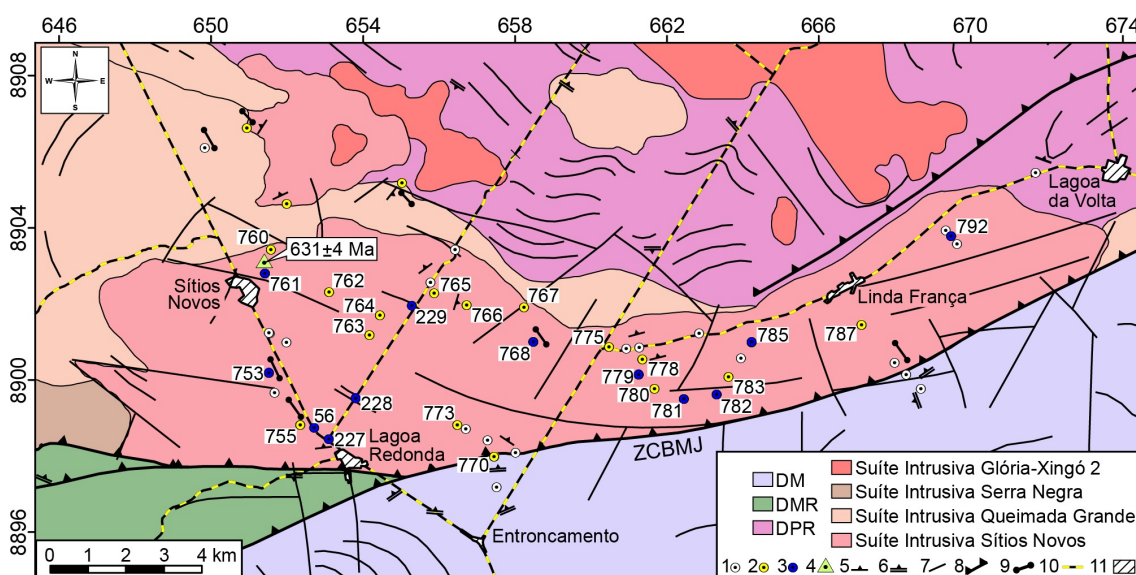 646 650 654 658 662 666 670 674
8908
N
W E
S
8904
8900
8896
Lagoa
da Volta
792
760
631±4 Ma
761
Sítios
Novos
762
764
763
765
766
229
767
Linda França
768
775
785
787
778
779
780
783
781
782
753
228
56
755
227
773
Lagoa
Redonda
770
ZCBMJ
Entroncamento
DM
DMR
DPR
Suíte Intrusiva Glória-Xingó 2
Suíte Intrusiva Serra Negra
Suíte Intrusiva Queimada Grande
Suíte Intrusiva Sítios Novos
0 1 2 3 4 km
1 2 3 4 5 6 7 8 9 10 11